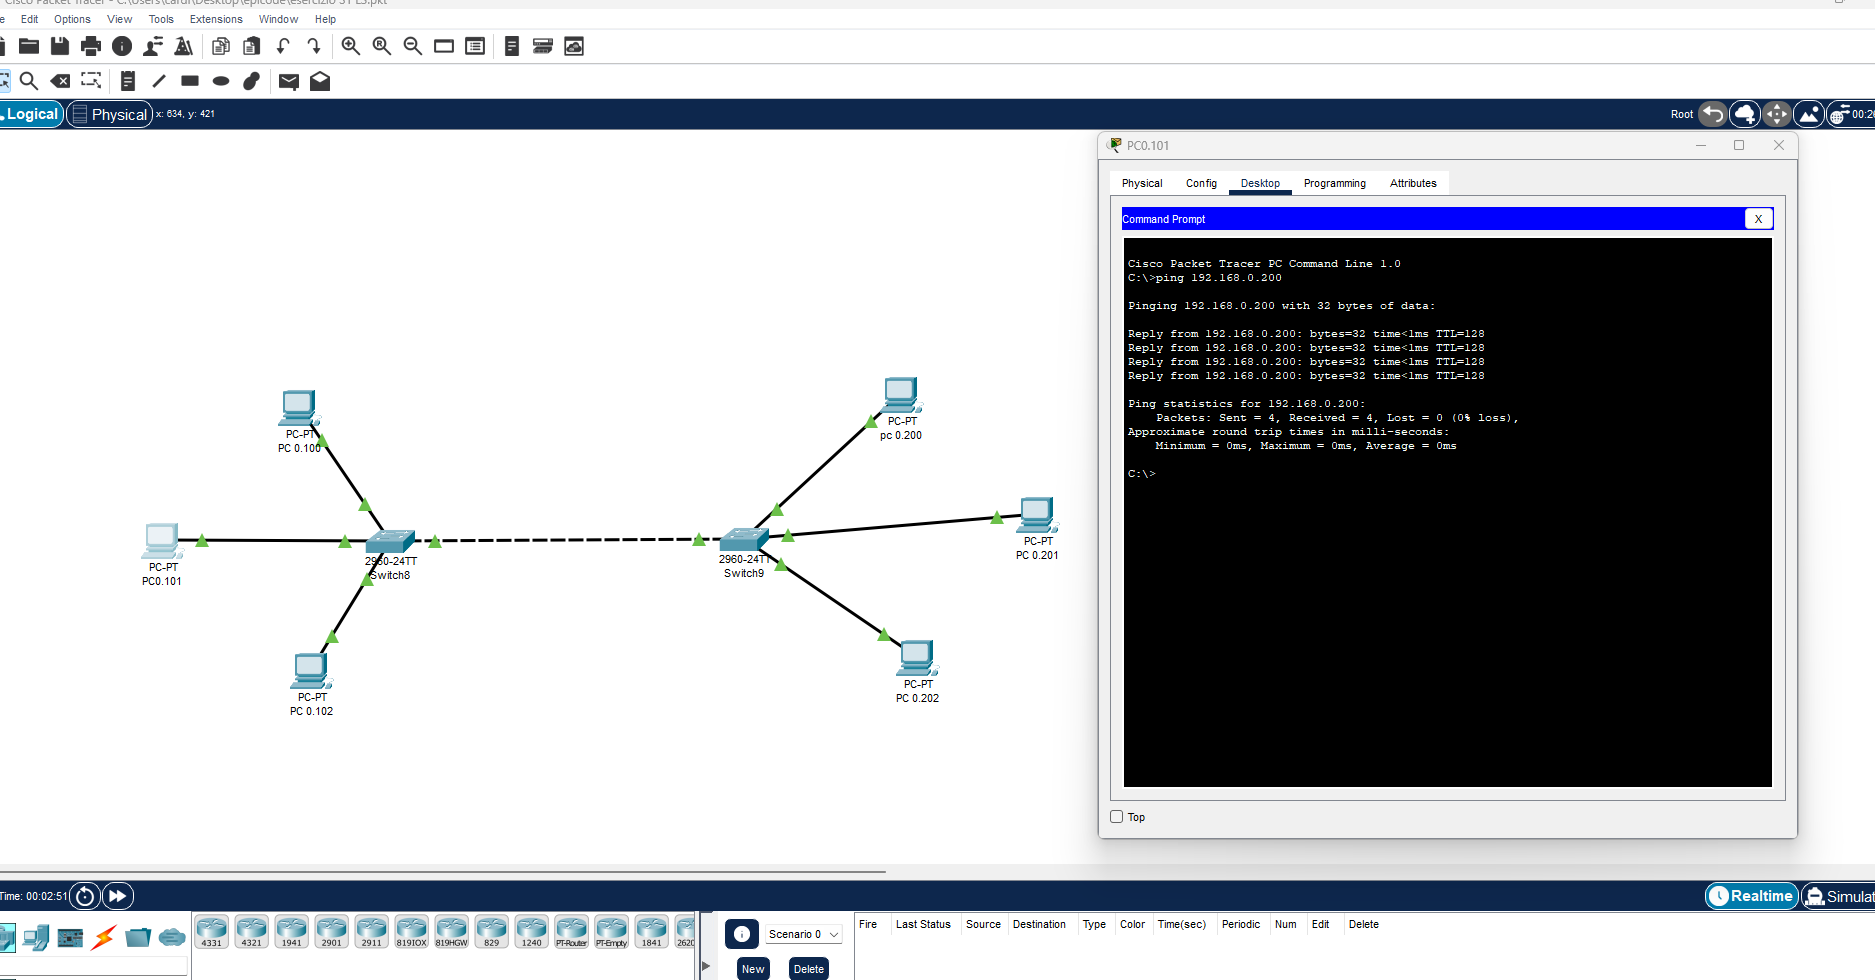 Cisco Packet Tracer - C:\Users\cardi\Desktop\epicode\esercizio S1 L5.pkt
Edit Options View Tools Extensions Window Help
Logical Physical x: 634, y: 421
Root
PC0.101
Physical Config Desktop Programming Attributes
Command Prompt X
Cisco Packet Tracer PC Command Line 1.0
C:\>ping 192.168.0.200
Pinging 192.168.0.200 with 32 bytes of data:
Reply from 192.168.0.200: bytes=32 time<1ms TTL=128
Reply from 192.168.0.200: bytes=32 time<1ms TTL=128
Reply from 192.168.0.200: bytes=32 time<1ms TTL=128
Reply from 192.168.0.200: bytes=32 time<1ms TTL=128
Ping statistics for 192.168.0.200:
Packets: Sent = 4, Received = 4, Lost = 0 (0% loss),
Approximate round trip times in milli-seconds:
Minimum = 0ms, Maximum = 0ms, Average = 0ms
C:\>
Top
PC-PT
PC 0.100
PC-PT
PC0.101
PC-PT
PC 0.102
2960-24TT
Switch8
2960-24TT
Switch9
PC-PT
pc 0.200
PC-PT
PC 0.201
PC-PT
PC 0.202
Time: 00:02:51
Realtime
4331 4321 1941 2901 2911 819IOX 819HGW 829 1240 PT-Router PT-Empty 1841
Scenario 0
New Delete
Fire Last Status Source Destination Type Color Time(sec) Periodic Num Edit Delete